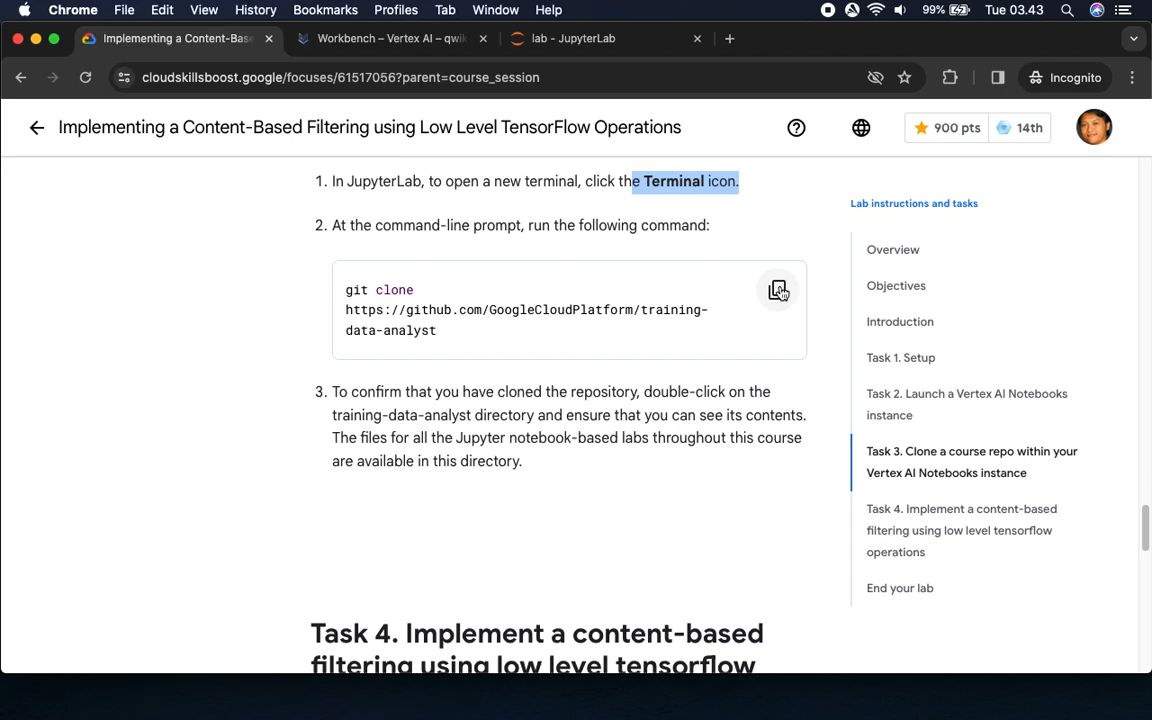 Chrome File Edit View History Bookmarks Profiles Tab Window Help 99% Tue 03.43
Implementing a Content-Bas
Workbench – Vertex AI – qwik
lab - JupyterLab
cloudskillsboost.google/focuses/61517056?parent=course_session
Incognito
Implementing a Content-Based Filtering using Low Level TensorFlow Operations
900 pts
14th
1. In JupyterLab, to open a new terminal, click the Terminal icon.
2. At the command-line prompt, run the following command:
git clone
https://github.com/GoogleCloudPlatform/training-
data-analyst
3. To confirm that you have cloned the repository, double-click on the
training-data-analyst directory and ensure that you can see its contents.
The files for all the Jupyter notebook-based labs throughout this course
are available in this directory.
Task 4. Implement a content-based
filtering using low level tensorflow
Lab instructions and tasks
Overview
Objectives
Introduction
Task 1. Setup
Task 2. Launch a Vertex AI Notebooks
instance
Task 3. Clone a course repo within your
Vertex AI Notebooks instance
Task 4. Implement a content-based
filtering using low level tensorflow
operations
End your lab